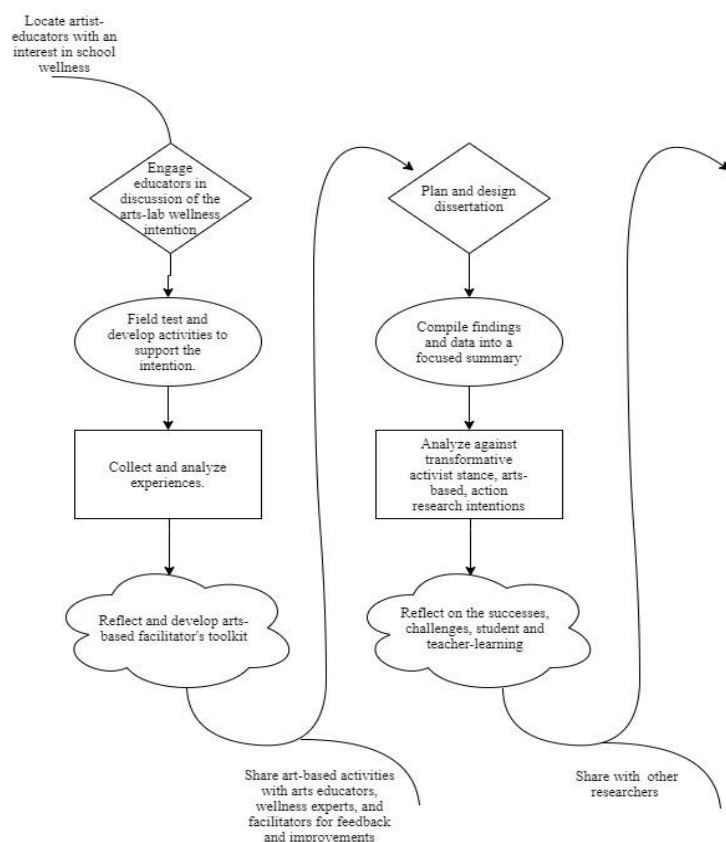 Locate artist-
educators with an
interest in school
wellness
Engage
educators in
discussion of the
arts-lab wellness
intention
Field test and
develop activities to
support the
intention.
Collect and analyze
experiences.
Reflect and develop arts-
based facilitator's toolkit
Share art-based activities
with arts educators,
wellness experts, and
facilitators for feedback
and improvements
Plan and design
dissertation
Compile findings
and data into a
focused summary
Analyze against
transformative
activist stance, arts-
based, action
research intentions
Reflect on the successes,
challenges, student and
teacher-learning
Share with other
researchers